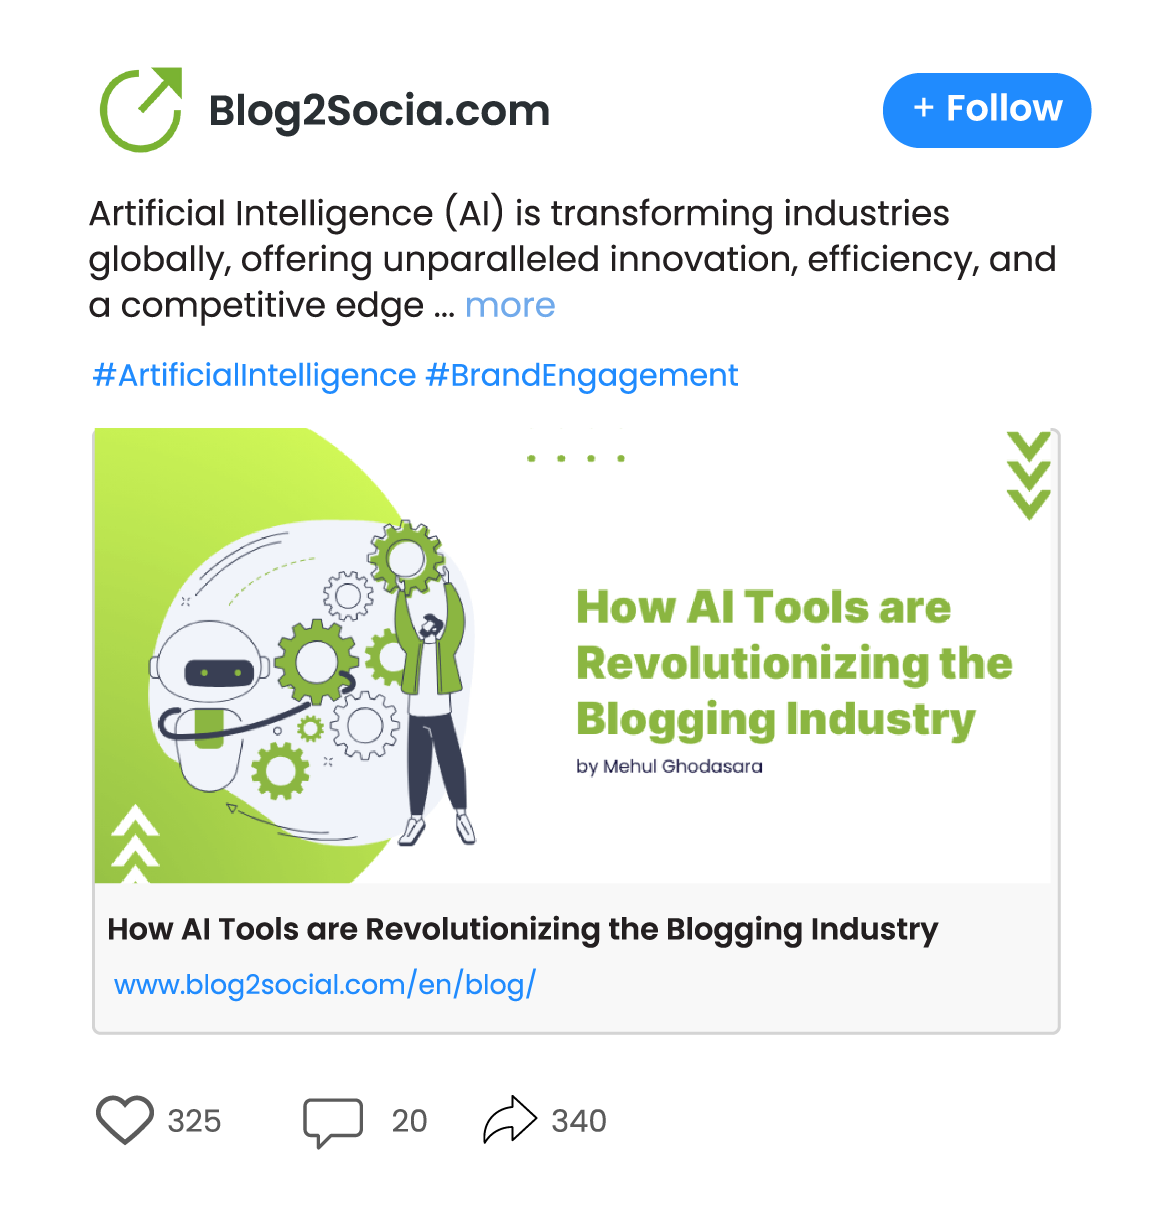 Blog2Socia.com
+ Follow
Artificial Intelligence (AI) is transforming industries
globally, offering unparalleled innovation, efficiency, and
a competitive edge ... more
#ArtificialIntelligence #BrandEngagement
How AI Tools are
Revolutionizing the
Blogging Industry
by Mehul Ghodasara
How AI Tools are Revolutionizing the Blogging Industry
www.blog2social.com/en/blog/
325 20 340